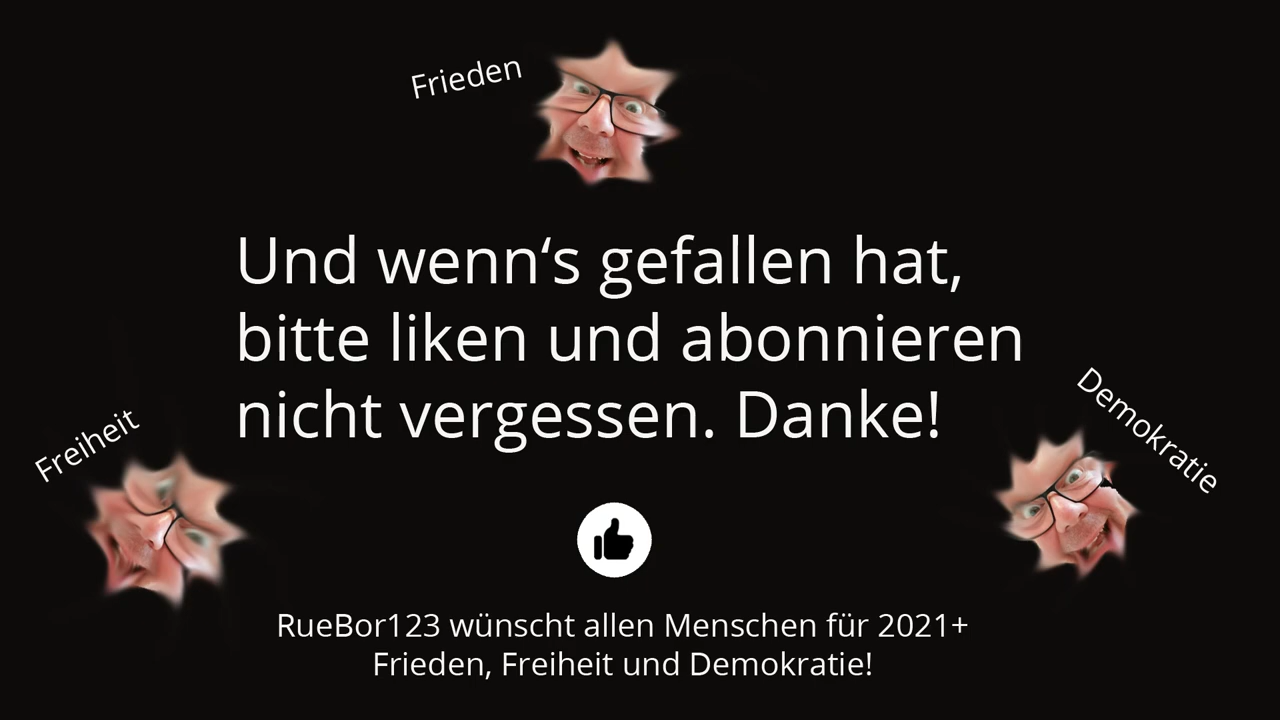 Frieden
Und wenn‘s gefallen hat,
bitte liken und abonnieren
nicht vergessen. Danke!
Freiheit
Demokratie
RueBor123 wünscht allen Menschen für 2021+
Frieden, Freiheit und Demokratie!